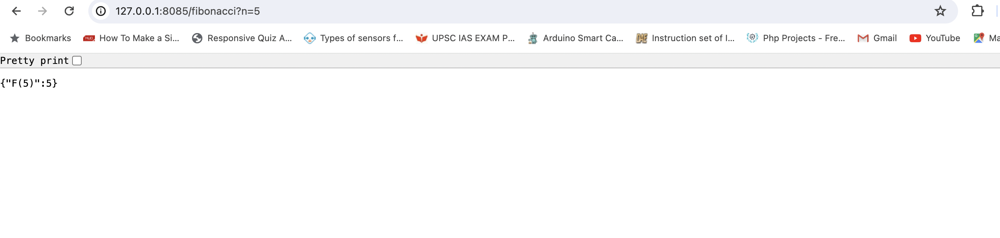 127.0.0.1:8085/fibonacci?n=5
Bookmarks How To Make a Si... Responsive Quiz A... Types of sensors f... UPSC IAS EXAM P... Arduino Smart Ca... Instruction set of I... Php Projects - Fre... Gmail YouTube Ma
Pretty print
{"F(5)":5}